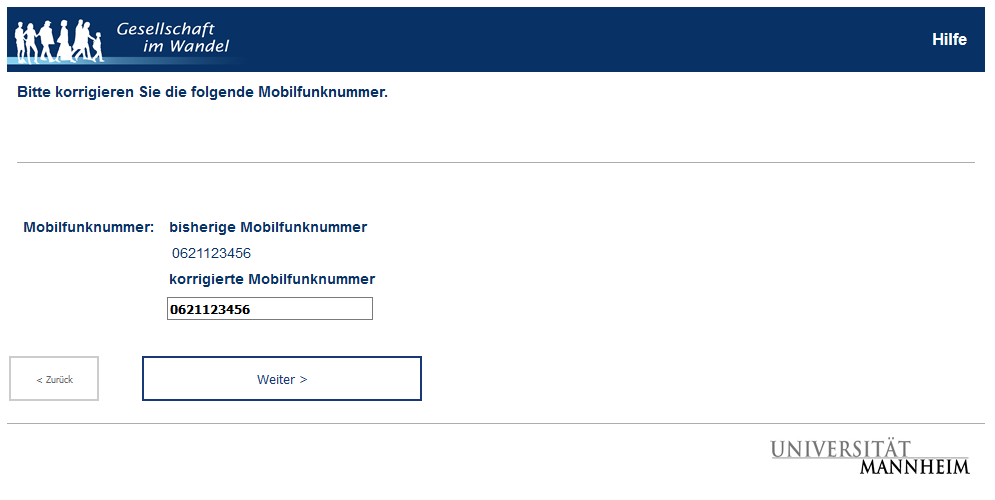 Gesellschaft
im Wandel
Hilfe
Bitte korrigieren Sie die folgende Mobilfunknummer.
Mobilfunknummer: bisherige Mobilfunknummer
0621123456
korrigierte Mobilfunknummer
0621123456
< Zurück Weiter >
UNIVERSITÄT
MANNHEIM